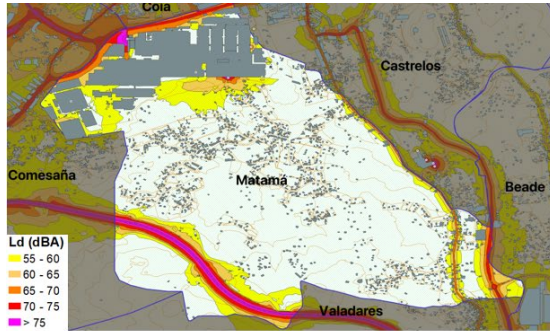 Coia
Castrelos
Comesaña
Matamá
Beade
Valadares
Ld (dBA)
55 - 60
60 - 65
65 - 70
70 - 75
> 75